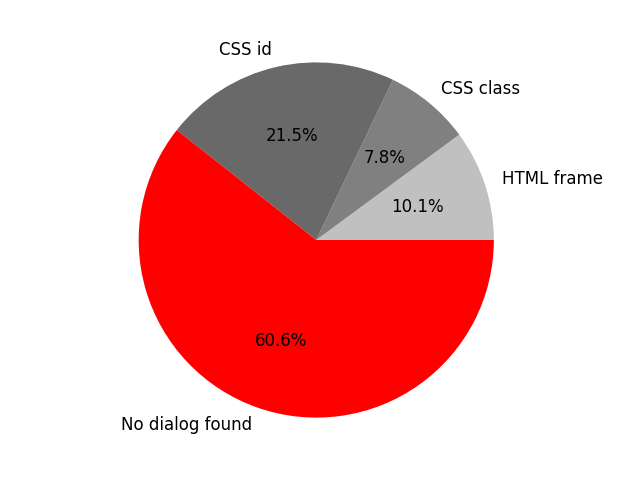 CSS id
CSS class
21.5%
7.8%
HTML frame
10.1%
60.6%
No dialog found